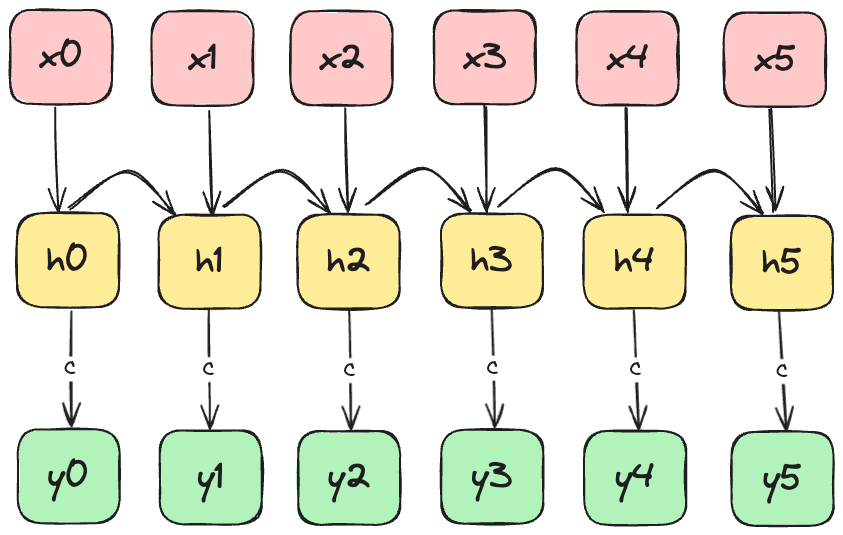 x0 x1 x2 x3 x4 x5
h0 h1 h2 h3 h4 h5
c c c c c c
y0 y1 y2 y3 y4 y5